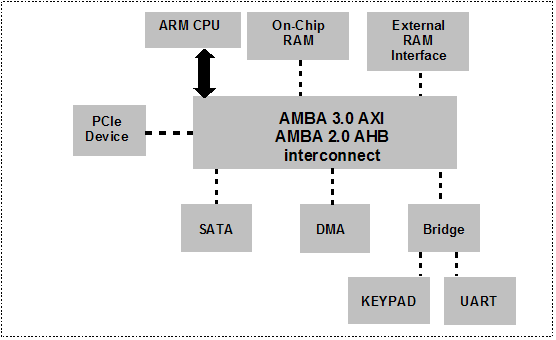 ARM CPU
On-Chip
RAM
External
RAM
Interface
PCIe
Device
AMBA 3.0 AXI
AMBA 2.0 AHB
interconnect
SATA
DMA
Bridge
KEYPAD
UART